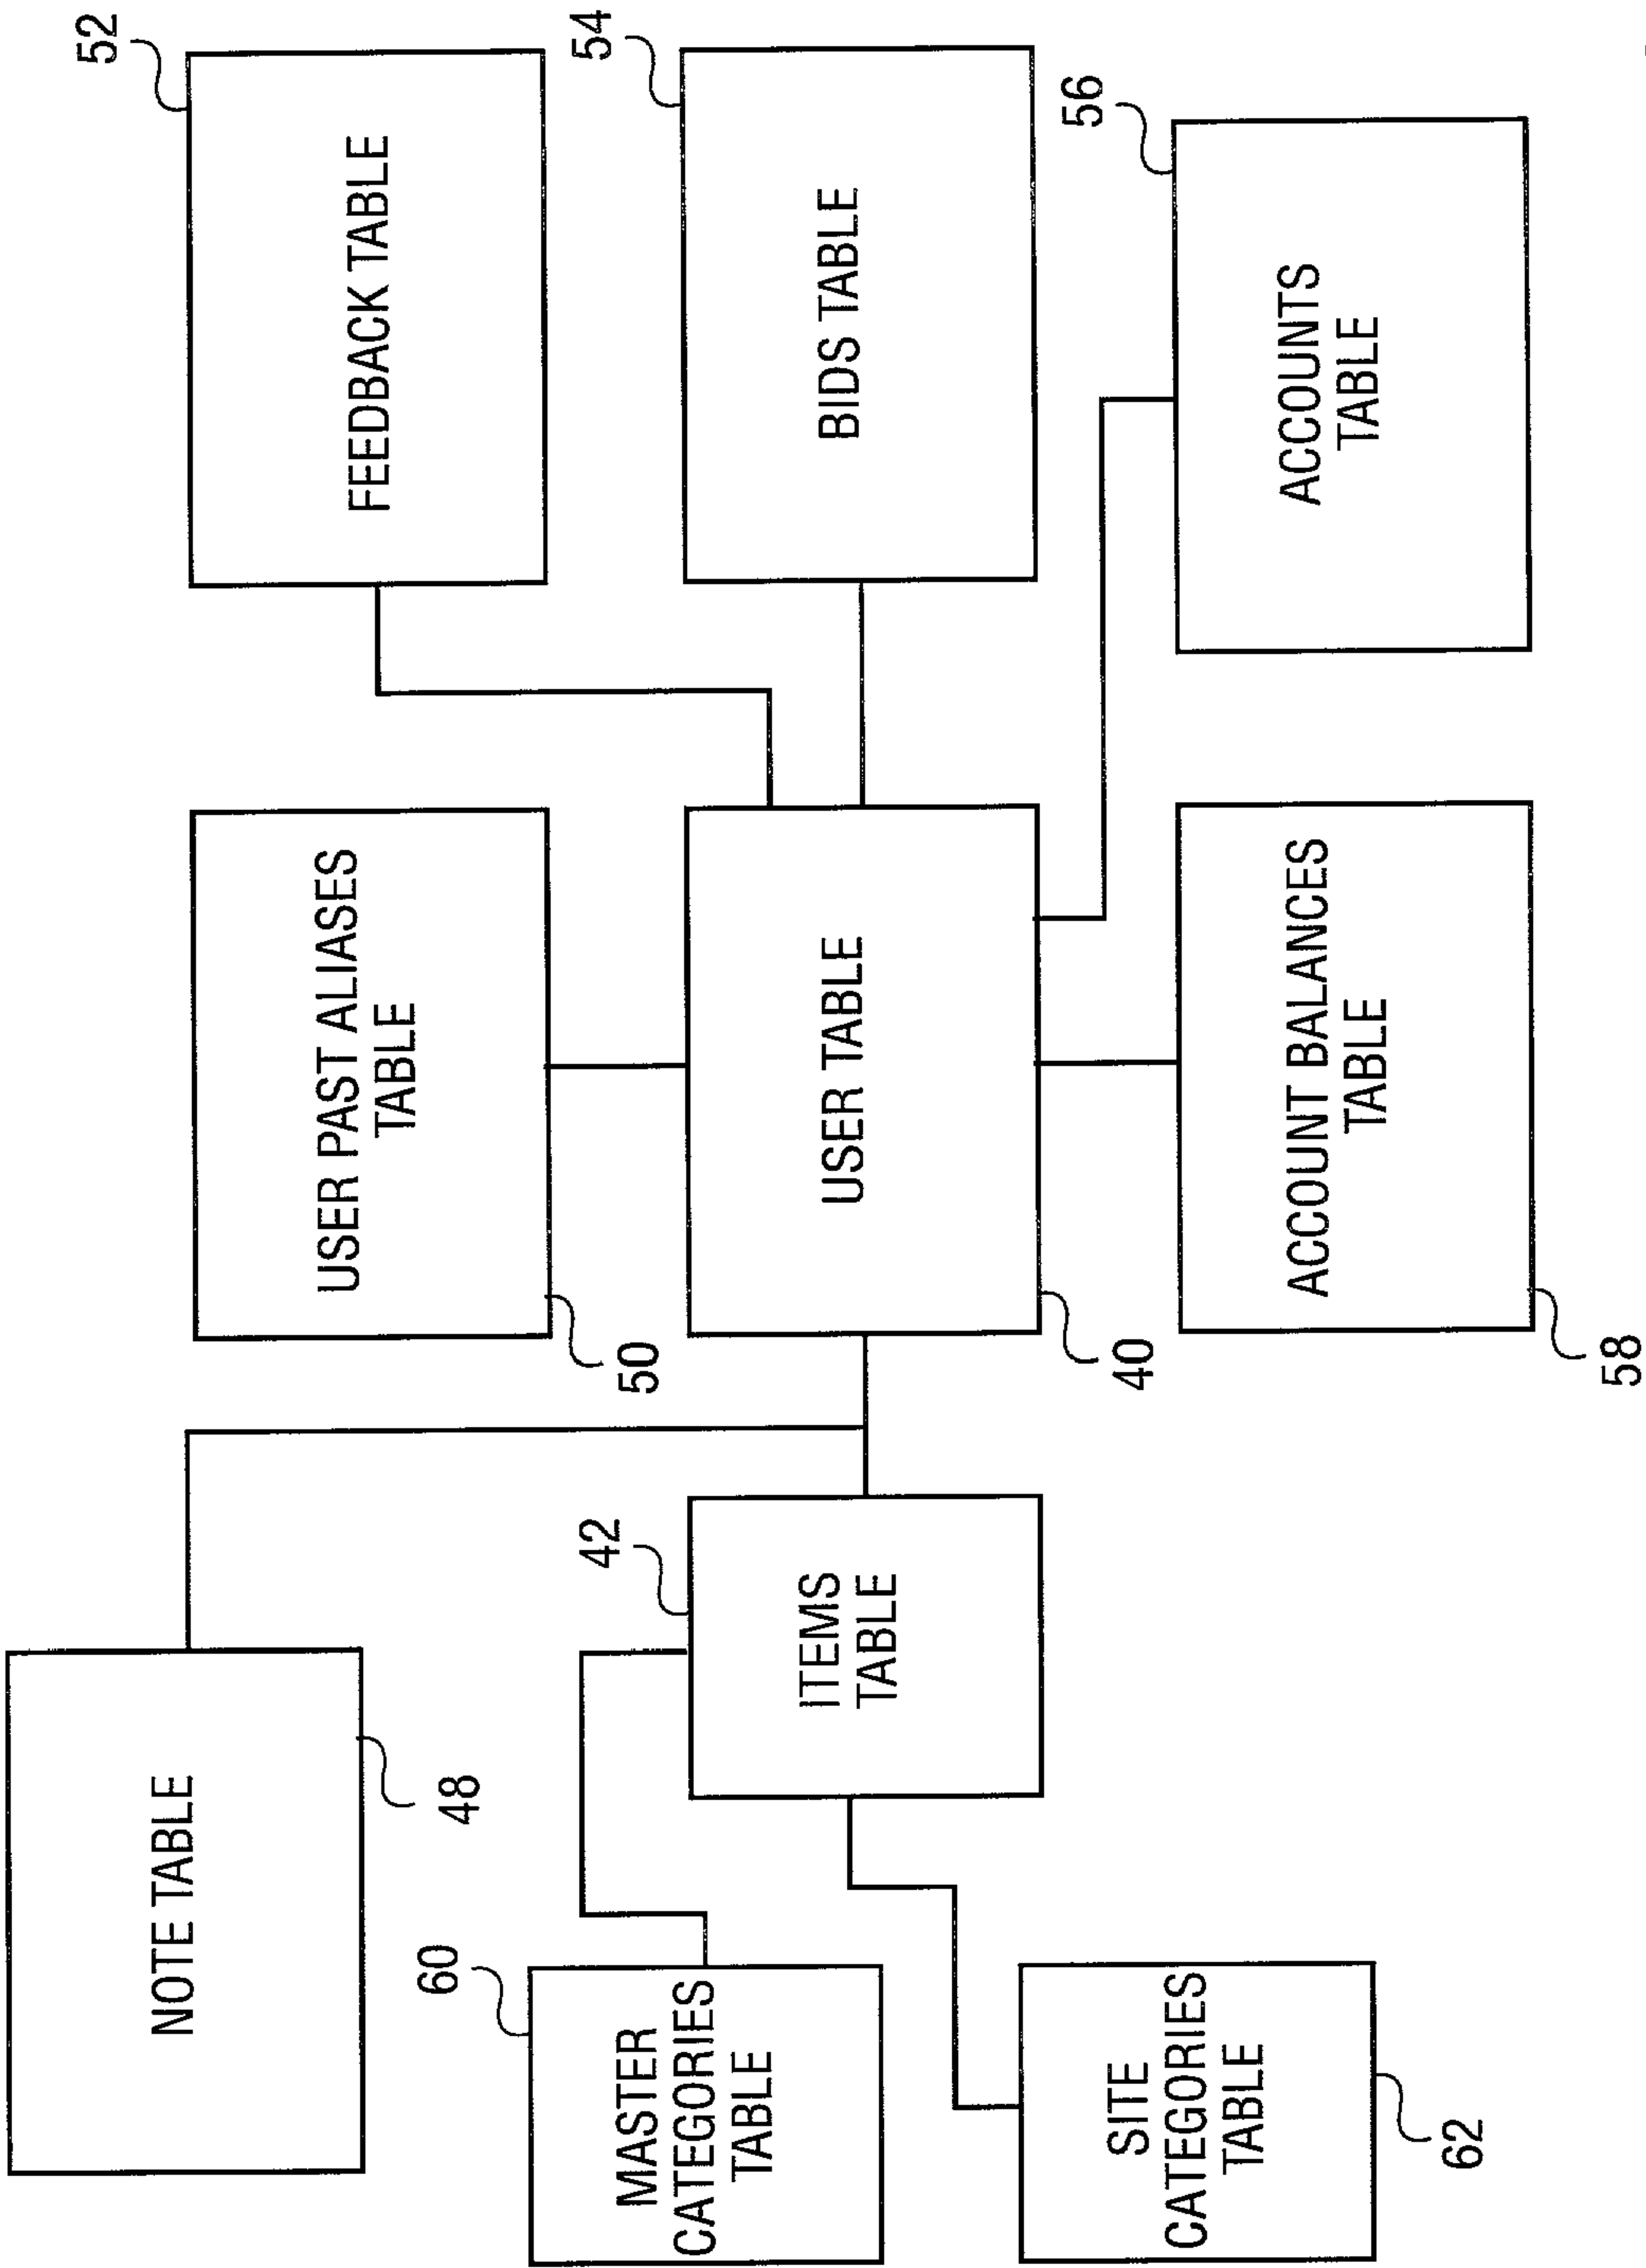 NOTE TABLE
48
USER PAST ALIASES
TABLE
50
FEEDBACK TABLE
52
60
MASTER
CATEGORIES
TABLE
42
ITEMS
TABLE
USER TABLE
40
BIDS TABLE
54
SITE
CATEGORIES
TABLE
62
ACCOUNT BALANCES
TABLE
58
ACCOUNTS
TABLE
56